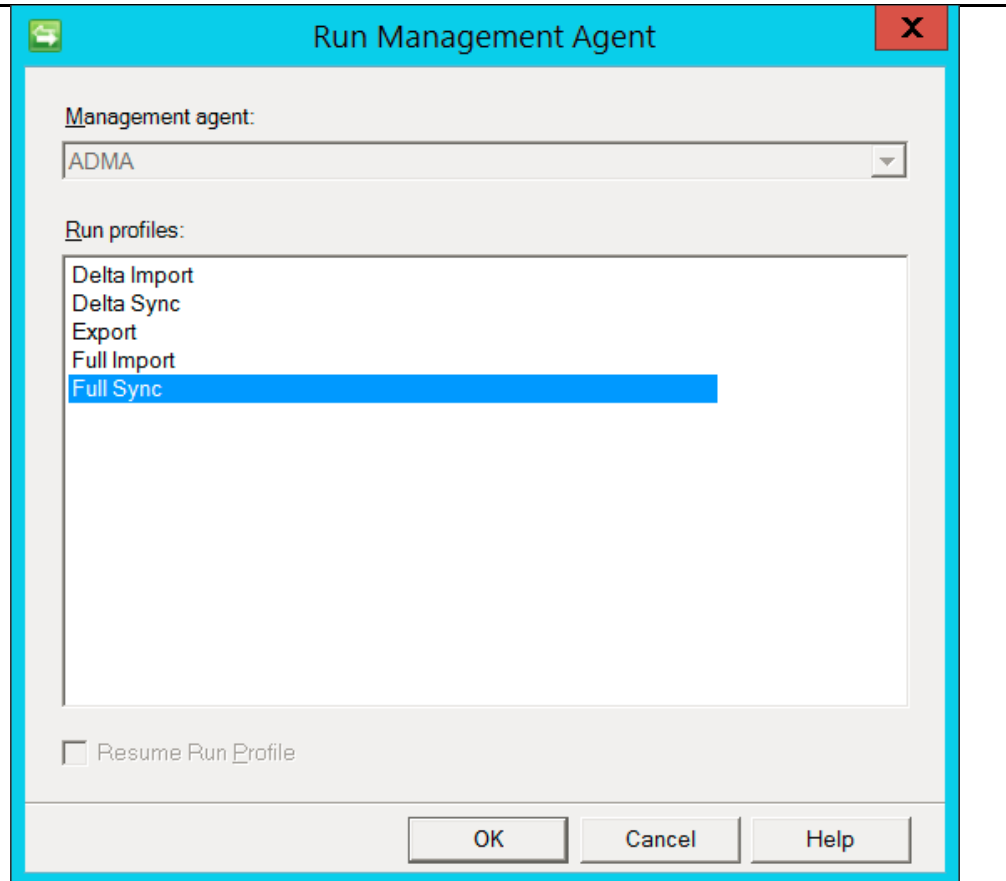 Run Management Agent
X
Management agent:
ADMA
Run profiles:
Delta Import
Delta Sync
Export
Full Import
Full Sync
Resume Run Profile
OK Cancel Help